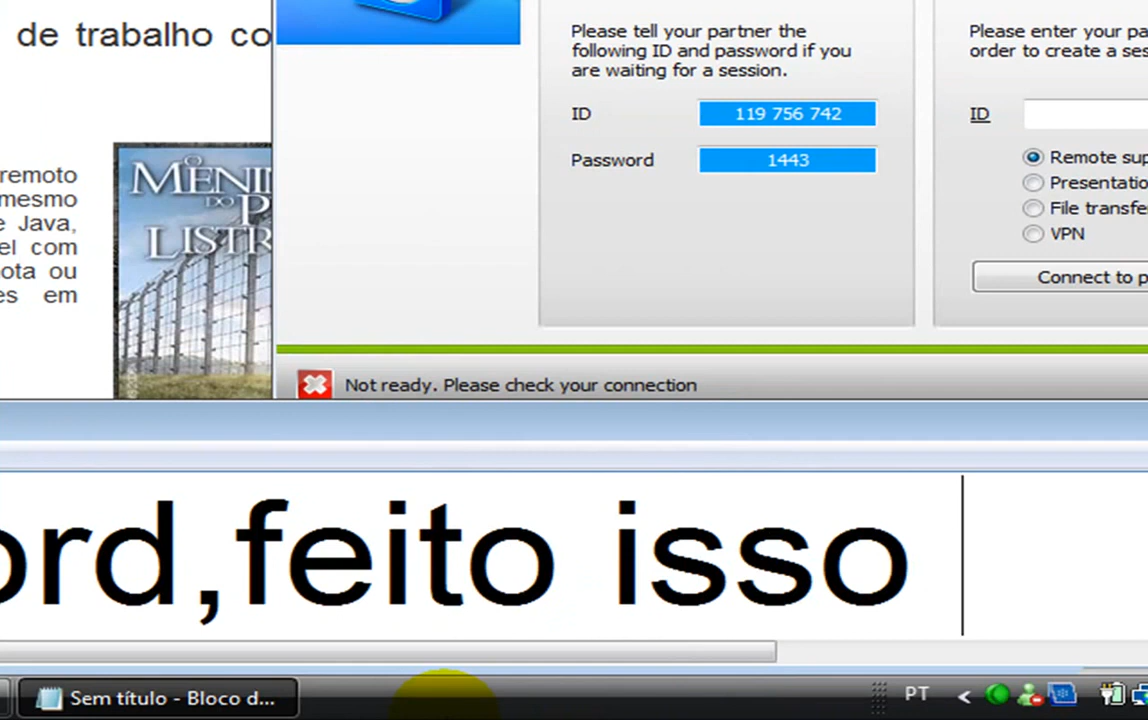 de trabalho co
remoto
mesmo
e Java,
el com
ota ou
es em
O
MENI
DO P
LISTR
Please tell your partner the
following ID and password if you
are waiting for a session.
ID 119 756 742
Password 1443
Please enter your pa
order to create a ses
ID
Remote sup
Presentatio
File transfe
VPN
Connect to p
Not ready. Please check your connection
ord,feito isso
Sem título - Bloco d...
PT